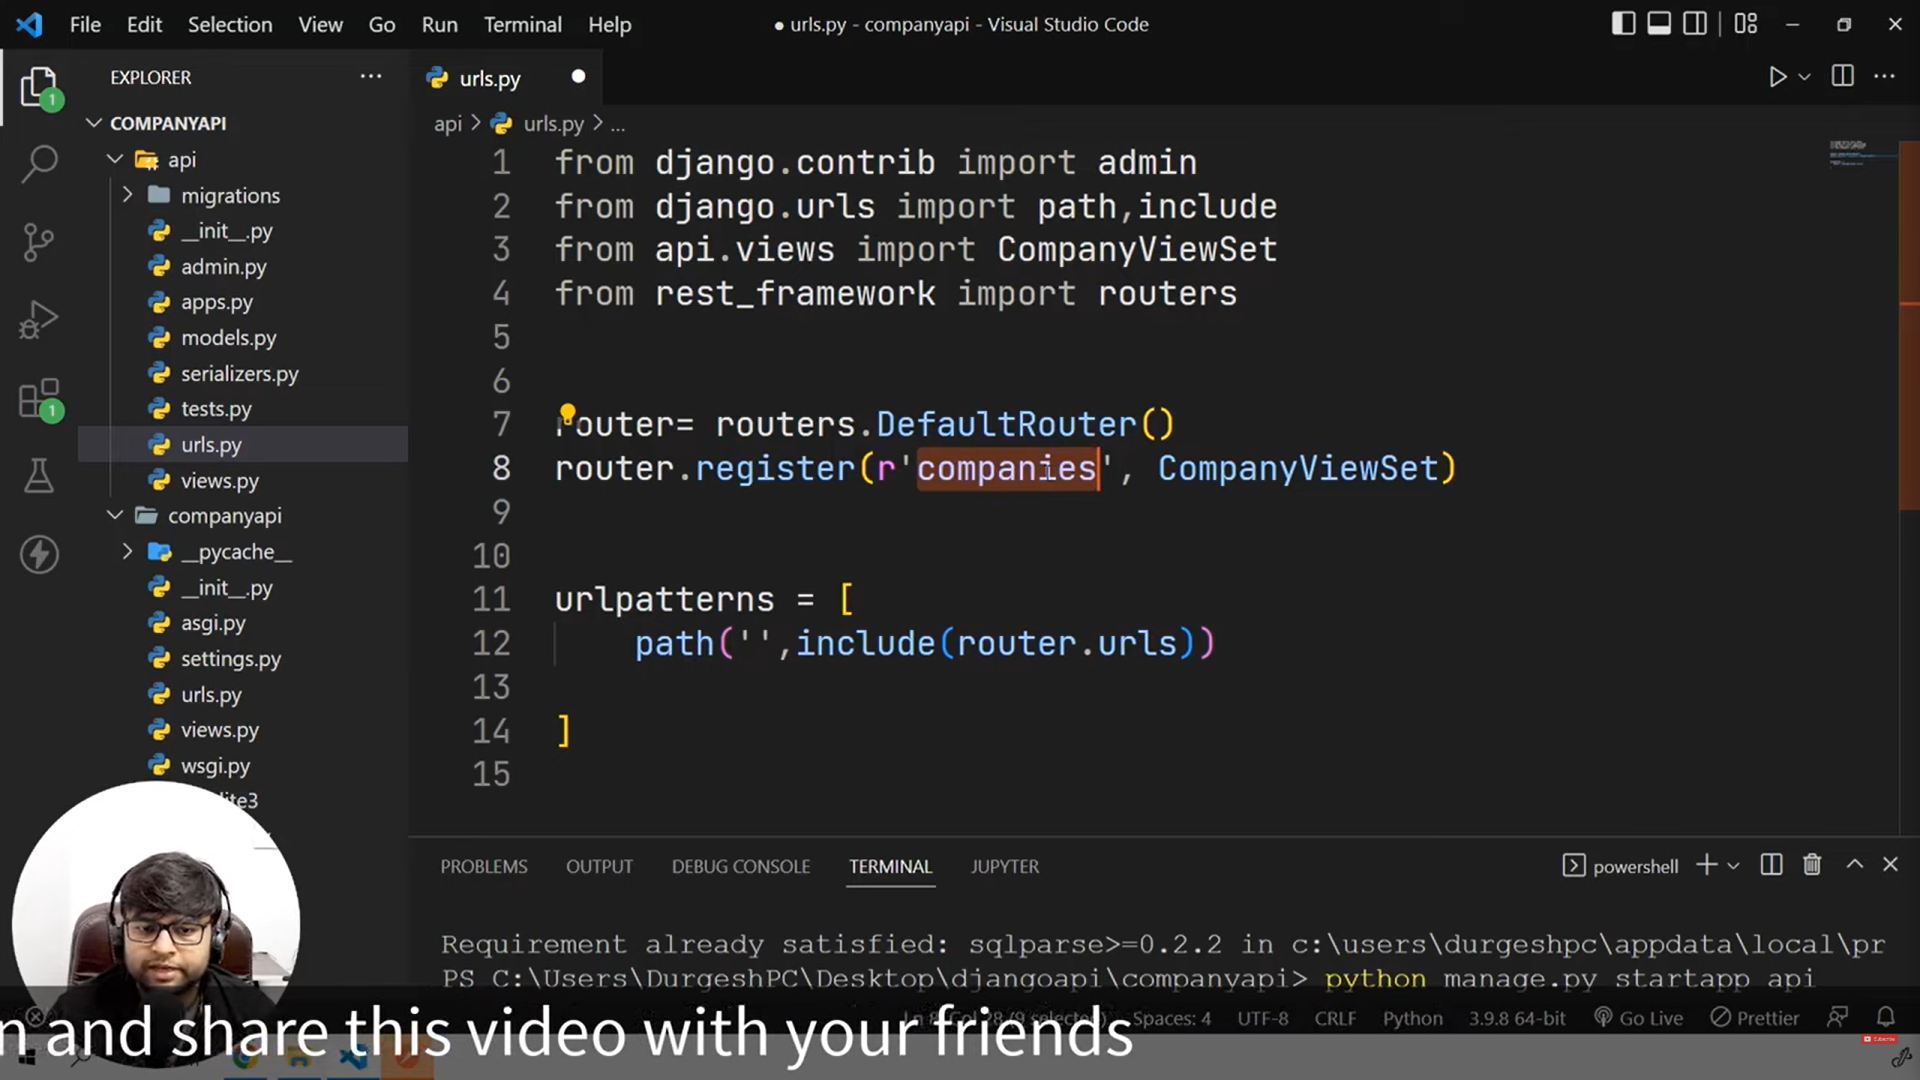 File Edit Selection View Go Run Terminal Help ● urls.py - companyapi - Visual Studio Code
EXPLORER ...
urls.py
COMPANYAPI
api > urls.py > ...
api
migrations
__init__.py
admin.py
apps.py
models.py
serializers.py
tests.py
urls.py
views.py
companyapi
__pycache__
__init__.py
asgi.py
settings.py
urls.py
views.py
wsgi.py
1
1
1 from django.contrib import admin
2 from django.urls import path,include
3 from api.views import CompanyViewSet
4 from rest_framework import routers
5
6
7 router= routers.DefaultRouter()
8 router.register(r'companies', CompanyViewSet)
9
10
11 urlpatterns = [
12 path('',include(router.urls))
13
14 ]
15
PROBLEMS OUTPUT DEBUG CONSOLE TERMINAL JUPYTER powershell
Requirement already satisfied: sqlparse>=0.2.2 in c:\users\durgeshpc\appdata\local\pr
PS C:\Users\DurgeshPC\Desktop\djangoapi\companyapi> python manage.py startapp api
Spaces: 4 UTF-8 CRLF Python 3.9.8 64-bit Go Live Prettier
n and share this video with your friends
Subscribe